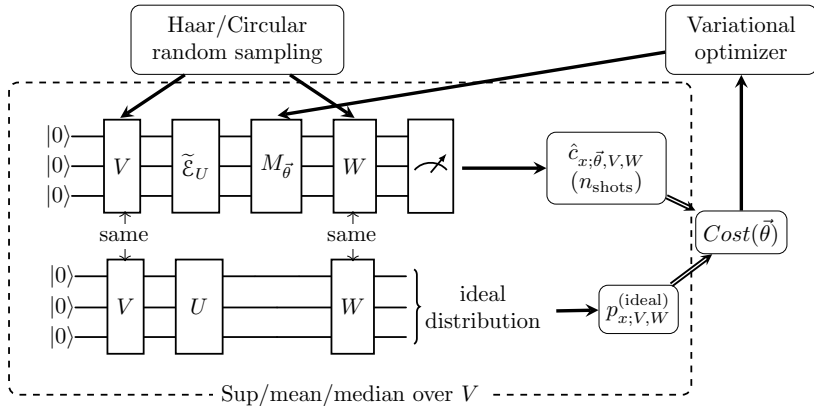 Haar/Circular
random sampling
Variational
optimizer
|0⟩
|0⟩
|0⟩
V
ℰ̃_U
M_θ⃗
W
ĉ_{x;θ⃗,V,W}
(n_shots)
same
same
Cost(θ⃗)
|0⟩
|0⟩
|0⟩
V
U
W
ideal
distribution
p^{(ideal)}_{x;V,W}
Sup/mean/median over V